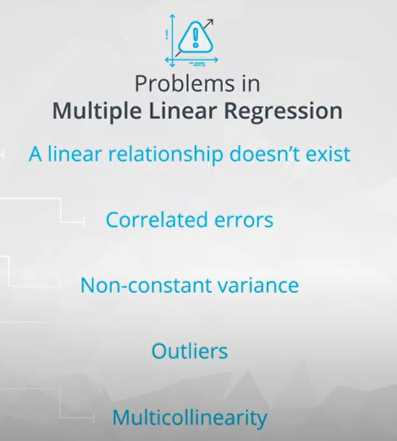 Problems in
Multiple Linear Regression
A linear relationship doesn't exist
Correlated errors
Non-constant variance
Outliers
Multicollinearity